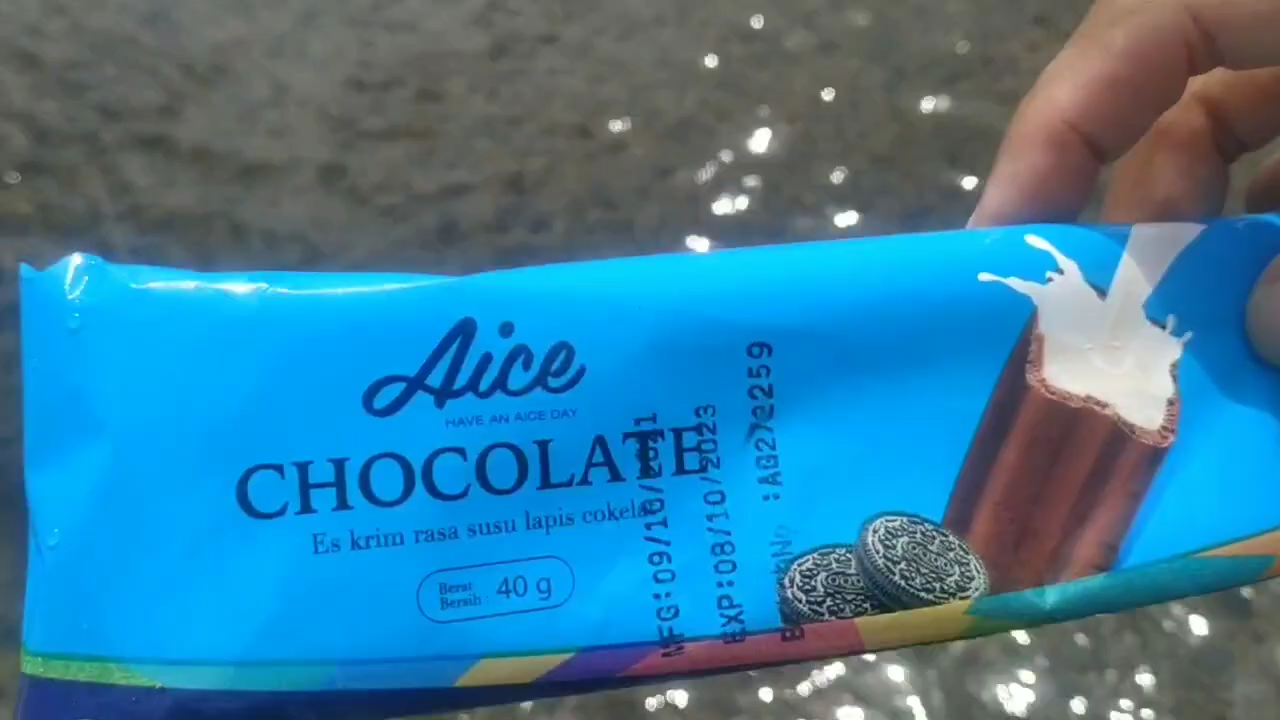 Aice
HAVE AN AICE DAY
CHOCOLATE
Es krim rasa susu lapis cokelat
Berat
Bersih
40 g
MFG:09/10/2021
EXP:08/10/2023
:AG272259